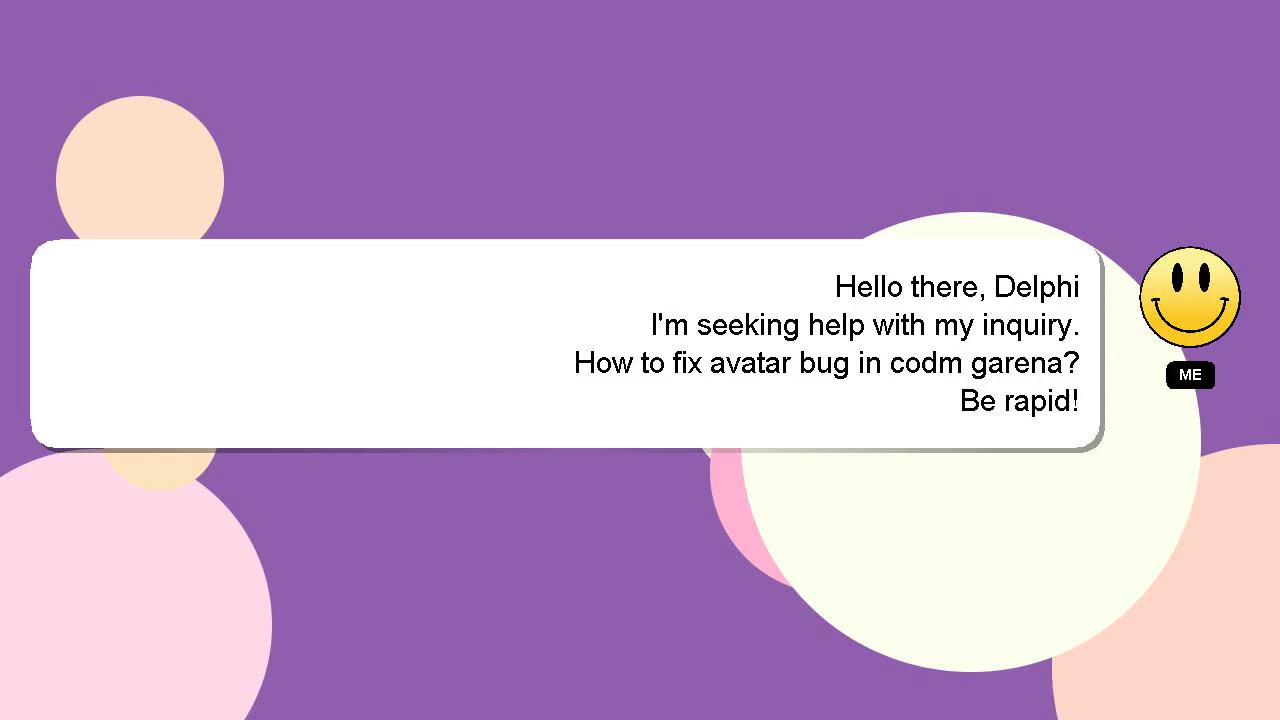 Hello there, Delphi
I'm seeking help with my inquiry.
How to fix avatar bug in codm garena?
Be rapid!
ME